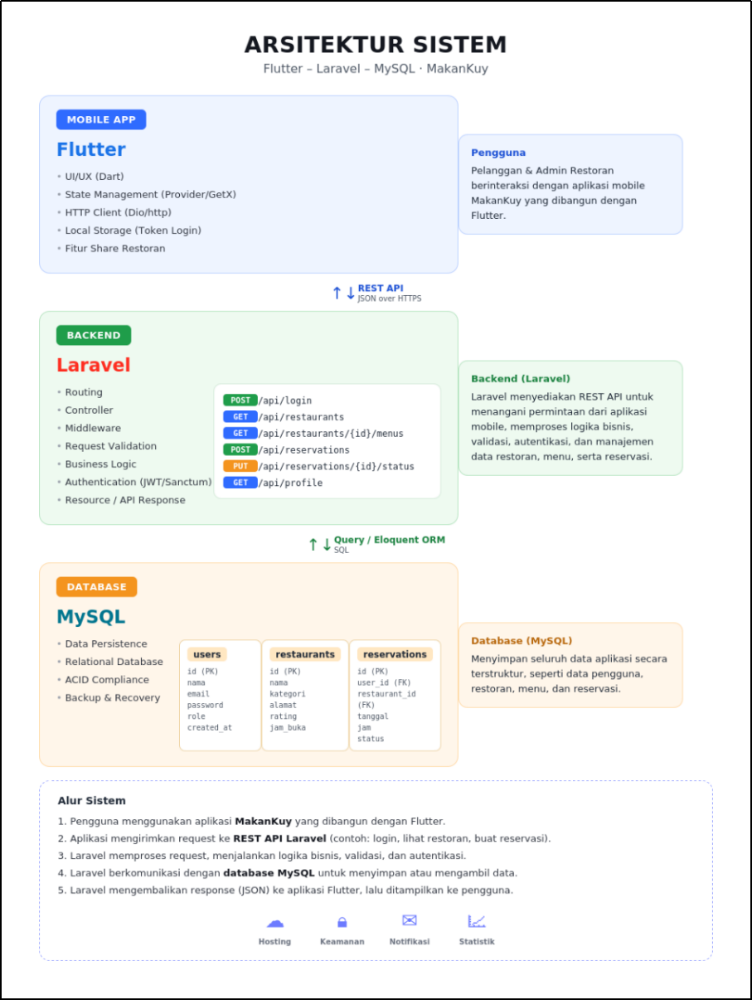 ARSITEKTUR SISTEM
Flutter – Laravel – MySQL · MakanKuy
MOBILE APP
Flutter
• UI/UX (Dart)
• State Management (Provider/GetX)
• HTTP Client (Dio/http)
• Local Storage (Token Login)
• Fitur Share Restoran
Pengguna
Pelanggan & Admin Restoran
berinteraksi dengan aplikasi mobile
MakanKuy yang dibangun dengan
Flutter.
↑↓ REST API
JSON over HTTPS
BACKEND
Laravel
• Routing
• Controller
• Middleware
• Request Validation
• Business Logic
• Authentication (JWT/Sanctum)
• Resource / API Response
POST /api/login
GET /api/restaurants
GET /api/restaurants/{id}/menus
POST /api/reservations
PUT /api/reservations/{id}/status
GET /api/profile
Backend (Laravel)
Laravel menyediakan REST API untuk
menangani permintaan dari aplikasi
mobile, memproses logika bisnis,
validasi, autentikasi, dan manajemen
data restoran, menu, serta reservasi.
↑↓ Query / Eloquent ORM
SQL
DATABASE
MySQL
• Data Persistence
• Relational Database
• ACID Compliance
• Backup & Recovery
users
id (PK)
nama
email
password
role
created_at
restaurants
id (PK)
nama
kategori
alamat
rating
jam_buka
reservations
id (PK)
user_id (FK)
restaurant_id
(FK)
tanggal
jam
status
Database (MySQL)
Menyimpan seluruh data aplikasi secara
terstruktur, seperti data pengguna,
restoran, menu, dan reservasi.
Alur Sistem
1. Pengguna menggunakan aplikasi MakanKuy yang dibangun dengan Flutter.
2. Aplikasi mengirimkan request ke REST API Laravel (contoh: login, lihat restoran, buat reservasi).
3. Laravel memproses request, menjalankan logika bisnis, validasi, dan autentikasi.
4. Laravel berkomunikasi dengan database MySQL untuk menyimpan atau mengambil data.
5. Laravel mengembalikan response (JSON) ke aplikasi Flutter, lalu ditampilkan ke pengguna.
Hosting
Keamanan
Notifikasi
Statistik